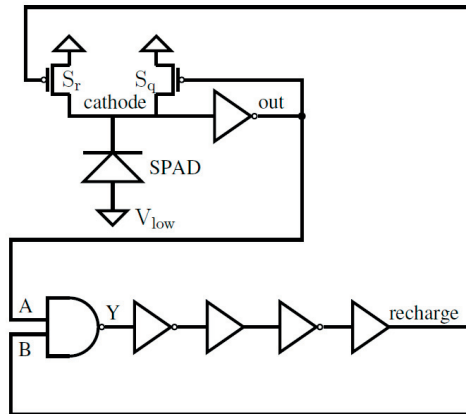 S_r
S_q
cathode
out
SPAD
V_low
A
Y
recharge
B